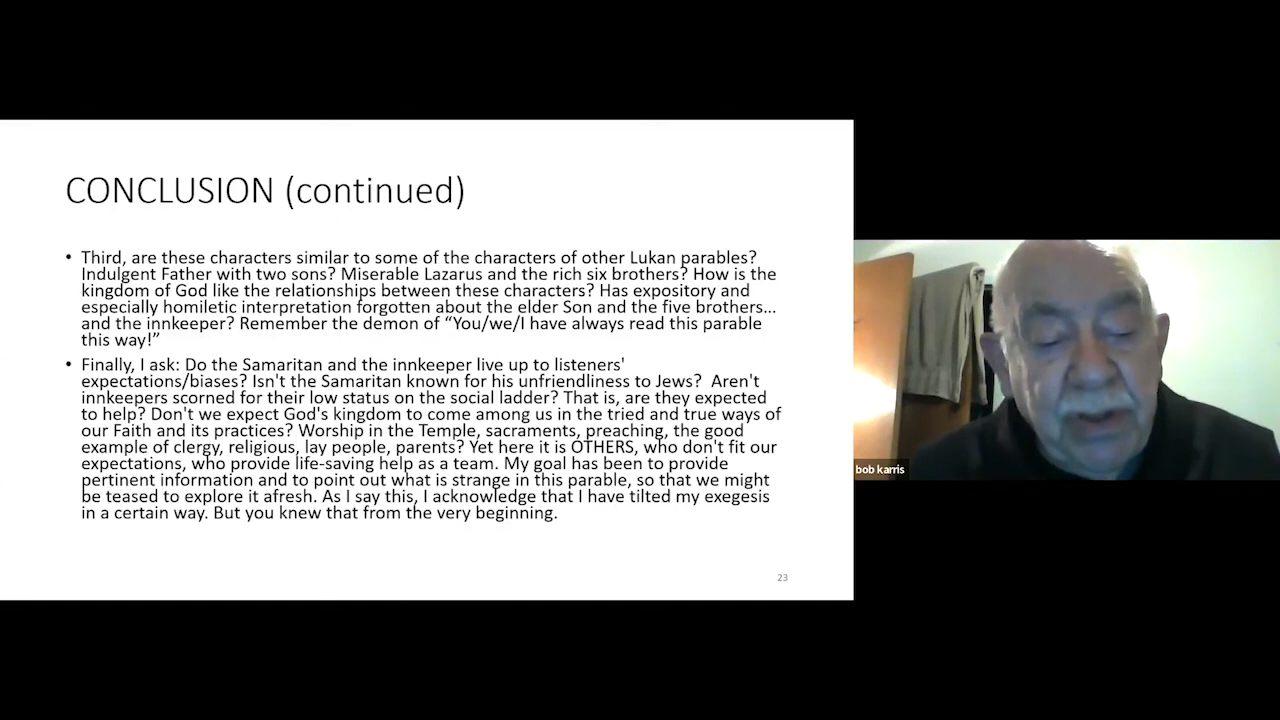 CONCLUSION (continued)
• Third, are these characters similar to some of the characters of other Lukan parables?
Indulgent Father with two sons? Miserable Lazarus and the rich six brothers? How is the
kingdom of God like the relationships between these characters? Has expository and
especially homiletic interpretation forgotten about the elder Son and the five brothers…
and the innkeeper? Remember the demon of “You/we/I have always read this parable
this way!”
• Finally, I ask: Do the Samaritan and the innkeeper live up to listeners'
expectations/biases? Isn't the Samaritan known for his unfriendliness to Jews?  Aren't
innkeepers scorned for their low status on the social ladder? That is, are they expected
to help? Don't we expect God's kingdom to come among us in the tried and true ways of
our Faith and its practices? Worship in the Temple, sacraments, preaching, the good
example of clergy, religious, lay people, parents? Yet here it is OTHERS, who don't fit our
expectations, who provide life-saving help as a team. My goal has been to provide
pertinent information and to point out what is strange in this parable, so that we might
be teased to explore it afresh. As I say this, I acknowledge that I have tilted my exegesis
in a certain way. But you knew that from the very beginning.
23
bob karris